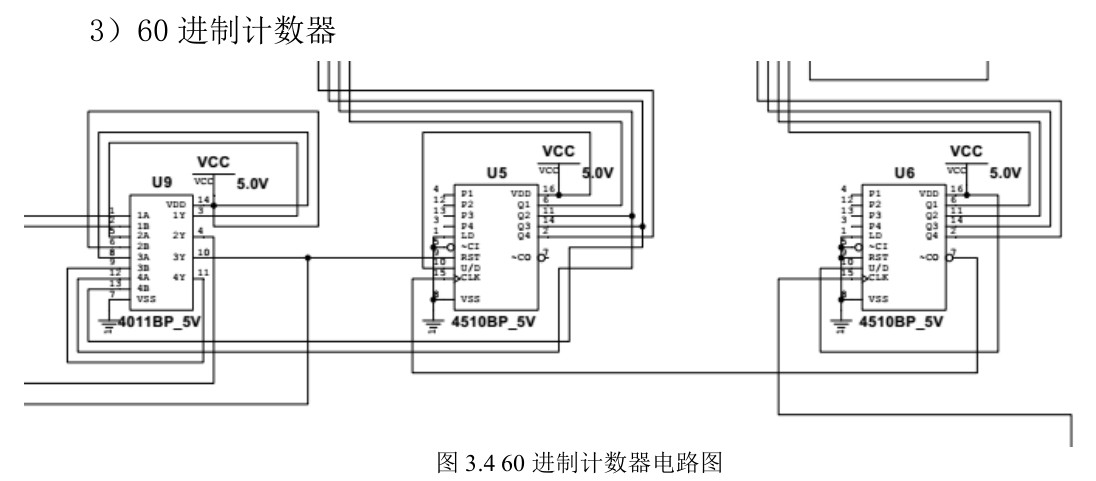 3）60 进制计数器
VCC
VCC
5.0V
U9
1 1A
2 1B
5 2A
6 2B
8 3A
9 3B
12 4A
13 4B
7 VSS
VDD 14
1Y 3
2Y 4
3Y 10
4Y 11
4011BP_5V
VCC
VCC
5.0V
U5
4 P1
12 P2
13 P3
3 P4
1 LD
5 ~CI
9 RST
10 U/D
15 CLK
8 VSS
VDD 16
Q1 6
Q2 11
Q3 14
Q4 2
~CO 7
4510BP_5V
VCC
VCC
5.0V
U6
4 P1
12 P2
13 P3
3 P4
1 LD
5 ~CI
9 RST
10 U/D
15 CLK
8 VSS
VDD 16
Q1 6
Q2 11
Q3 14
Q4 2
~CO 7
4510BP_5V
图 3.4 60 进制计数器电路图